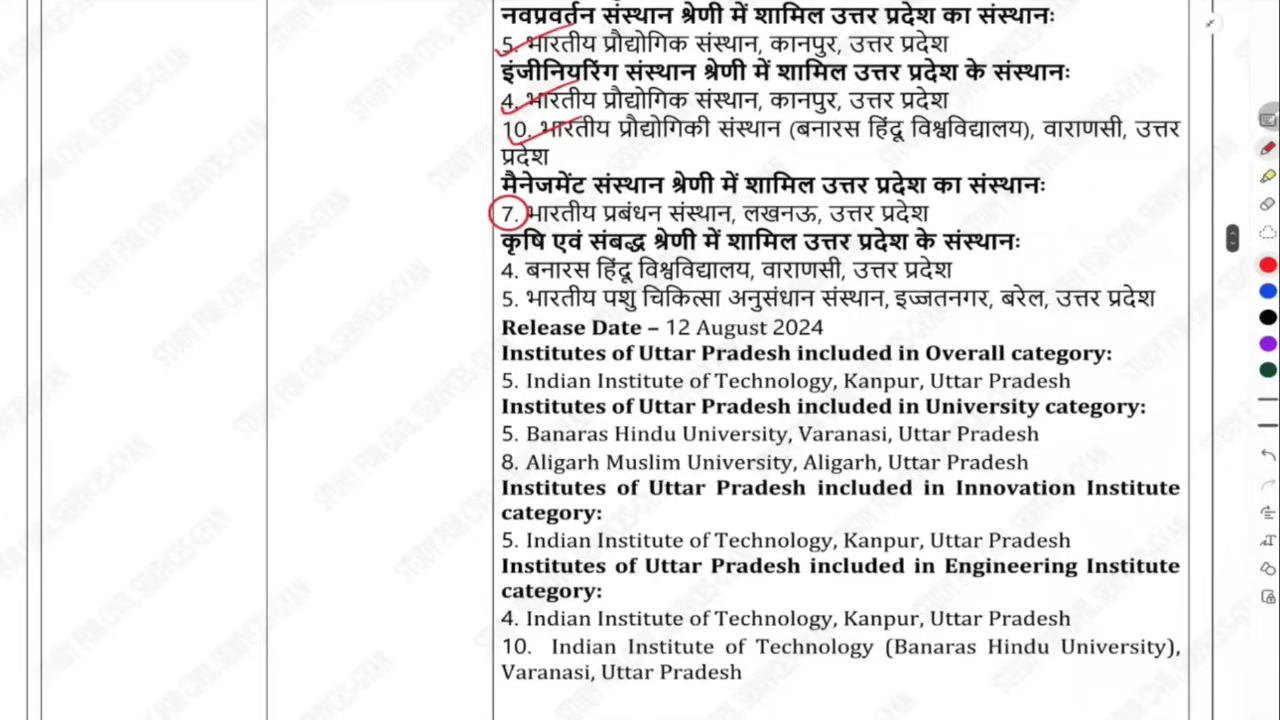 नवप्रवर्तन संस्थान श्रेणी में शामिल उत्तर प्रदेश का संस्थानः
5. भारतीय प्रौद्योगिक संस्थान, कानपुर, उत्तर प्रदेश
इंजीनियरिंग संस्थान श्रेणी में शामिल उत्तर प्रदेश के संस्थानः
4. भारतीय प्रौद्योगिक संस्थान, कानपुर, उत्तर प्रदेश
10. भारतीय प्रौद्योगिकी संस्थान (बनारस हिंदू विश्वविद्यालय), वाराणसी, उत्तर
प्रदेश
मैनेजमेंट संस्थान श्रेणी में शामिल उत्तर प्रदेश का संस्थानः
7. भारतीय प्रबंधन संस्थान, लखनऊ, उत्तर प्रदेश
कृषि एवं संबद्ध श्रेणी में शामिल उत्तर प्रदेश के संस्थानः
4. बनारस हिंदू विश्वविद्यालय, वाराणसी, उत्तर प्रदेश
5. भारतीय पशु चिकित्सा अनुसंधान संस्थान, इज्जतनगर, बरेल, उत्तर प्रदेश
Release Date – 12 August 2024
Institutes of Uttar Pradesh included in Overall category:
5. Indian Institute of Technology, Kanpur, Uttar Pradesh
Institutes of Uttar Pradesh included in University category:
5. Banaras Hindu University, Varanasi, Uttar Pradesh
8. Aligarh Muslim University, Aligarh, Uttar Pradesh
Institutes of Uttar Pradesh included in Innovation Institute
category:
5. Indian Institute of Technology, Kanpur, Uttar Pradesh
Institutes of Uttar Pradesh included in Engineering Institute
category:
4. Indian Institute of Technology, Kanpur, Uttar Pradesh
10. Indian Institute of Technology (Banaras Hindu University),
Varanasi, Uttar Pradesh